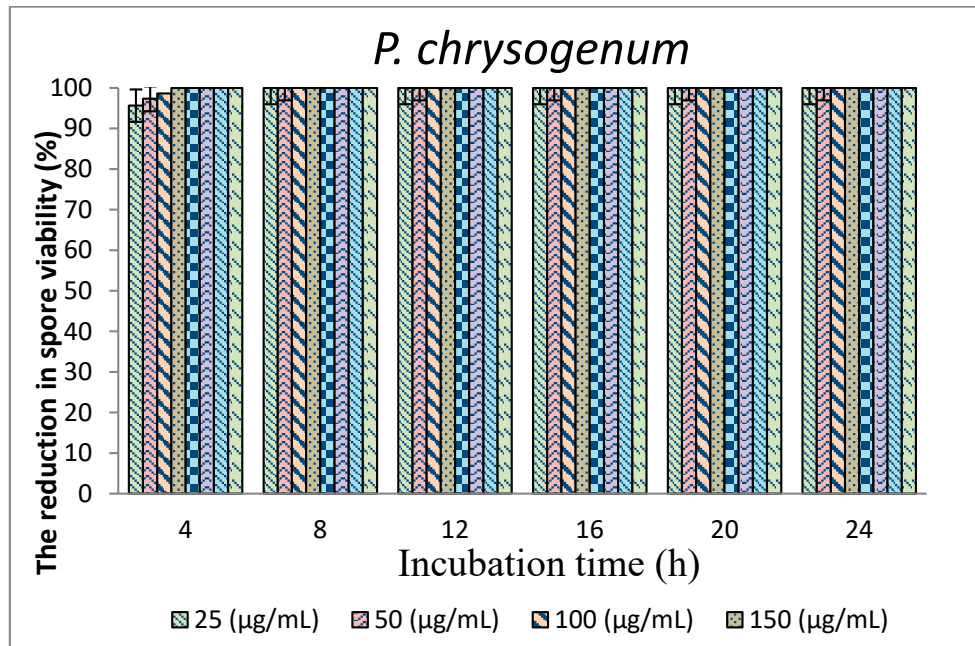 P. chrysogenum
The reduction in spore viability (%)
100
90
80
70
60
50
40
30
20
10
0
4 8 12 16 20 24
Incubation time (h)
25 (µg/mL) 50 (µg/mL) 100 (µg/mL) 150 (µg/mL)